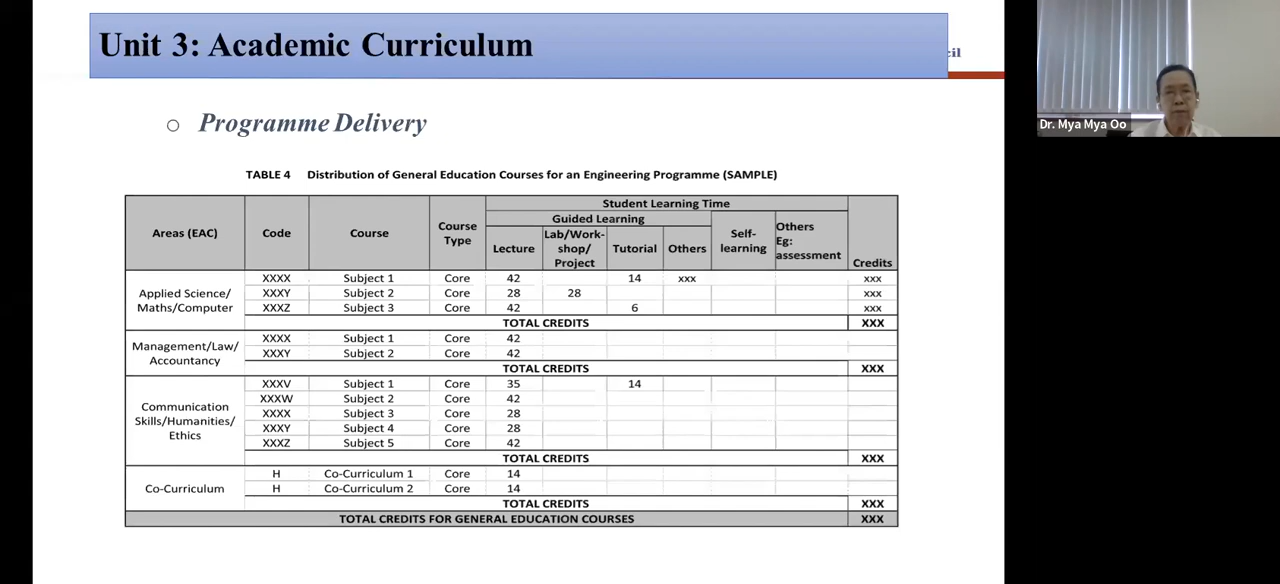 Unit 3: Academic Curriculum
cil
Dr. Mya Mya Oo
○ Programme Delivery
TABLE 4 Distribution of General Education Courses for an Engineering Programme (SAMPLE)
Student Learning Time
Guided Learning
Areas (EAC) Code Course Course Type Lecture Lab/Work-shop/Project Tutorial Others Self-learning Others Eg: assessment Credits
Applied Science/
Maths/Computer
XXXX Subject 1 Core 42 14 xxx xxx
XXXY Subject 2 Core 28 28 xxx
XXXZ Subject 3 Core 42 6 xxx
TOTAL CREDITS XXX
Management/Law/
Accountancy
XXXX Subject 1 Core 42
XXXY Subject 2 Core 42
TOTAL CREDITS XXX
Communication
Skills/Humanities/
Ethics
XXXV Subject 1 Core 35 14
XXXW Subject 2 Core 42
XXXX Subject 3 Core 28
XXXY Subject 4 Core 28
XXXZ Subject 5 Core 42
TOTAL CREDITS XXX
Co-Curriculum
H Co-Curriculum 1 Core 14
H Co-Curriculum 2 Core 14
TOTAL CREDITS XXX
TOTAL CREDITS FOR GENERAL EDUCATION COURSES XXX